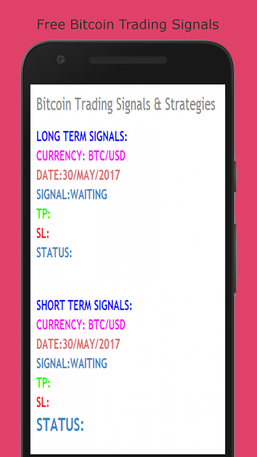 Free Bitcoin Trading Signals
Bitcoin Trading Signals & Strategies
LONG TERM SIGNALS:
CURRENCY: BTC/USD
DATE:30/MAY/2017
SIGNAL:WAITING
TP:
SL:
STATUS:
SHORT TERM SIGNALS:
CURRENCY: BTC/USD
DATE:30/MAY/2017
SIGNAL:WAITING
TP:
SL:
STATUS: